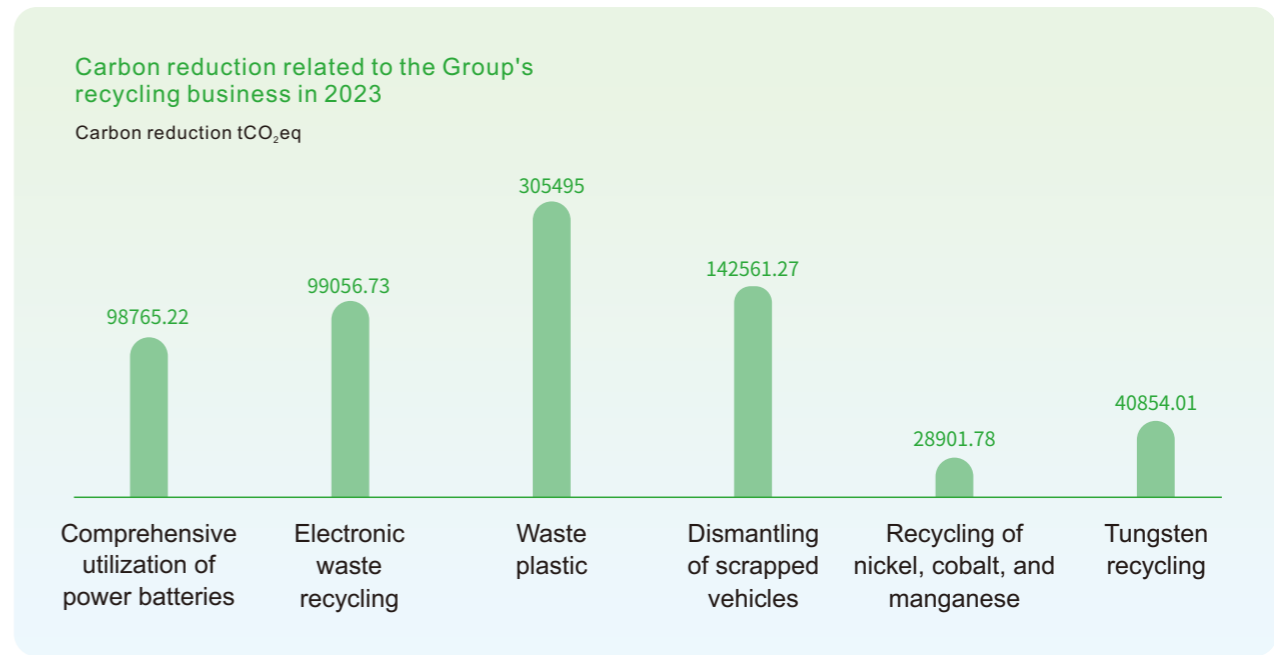 Carbon reduction related to the Group's
recycling business in 2023
Carbon reduction tCO₂eq
305495
142561.27
99056.73
98765.22
40854.01
28901.78
Comprehensive
utilization of
power batteries
Electronic
waste
recycling
Waste
plastic
Dismantling
of scrapped
vehicles
Recycling of
nickel, cobalt, and
manganese
Tungsten
recycling